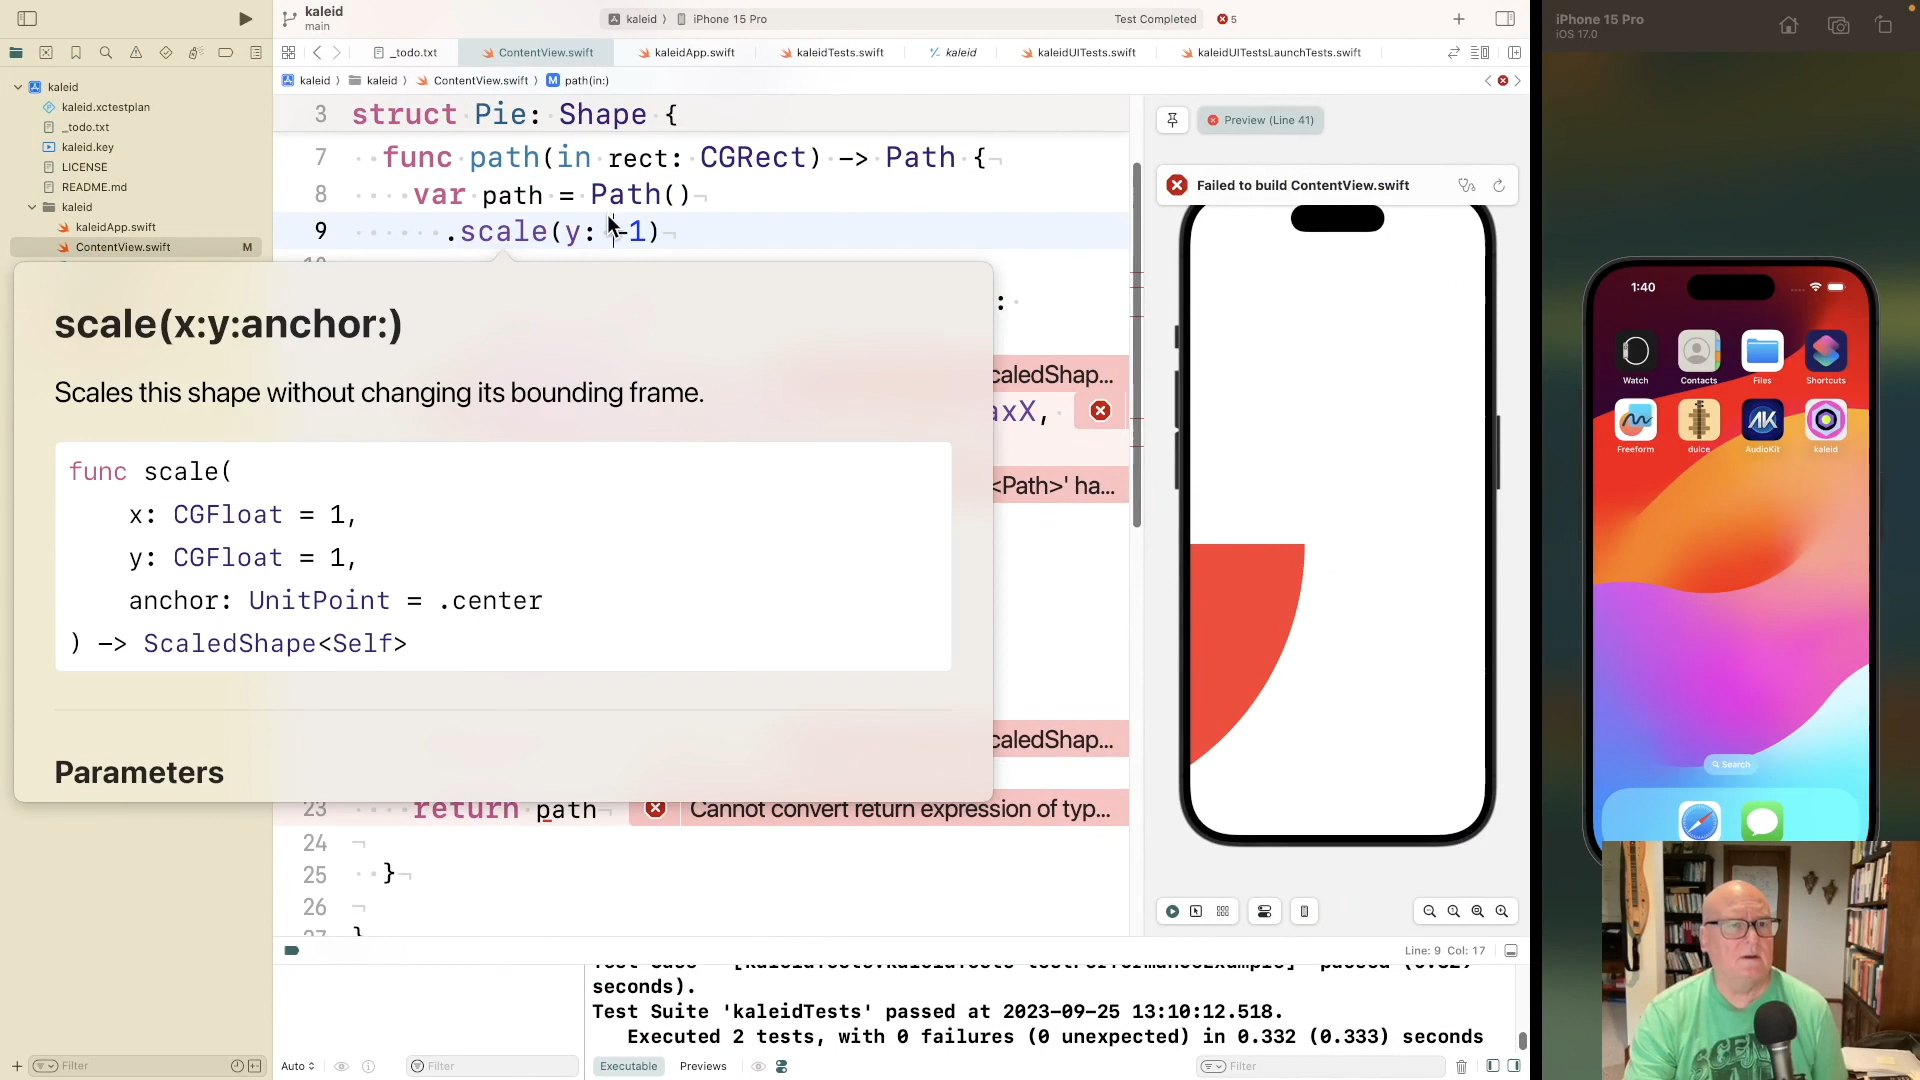 kaleid
main
kaleid 〉 iPhone 15 Pro
Test Completed
5
_todo.txt
ContentView.swift
kaleidApp.swift
kaleidTests.swift
kaleid
kaleidUITests.swift
kaleidUITestsLaunchTests.swift
kaleid 〉 kaleid 〉 ContentView.swift 〉 M path(in:)
kaleid
kaleid.xctestplan
_todo.txt
kaleid.key
LICENSE
README.md
kaleid
kaleidApp.swift
ContentView.swift M
3 struct Pie: Shape {
7 func path(in rect: CGRect) -> Path {
8 var path = Path()
9 .scale(y: -1)
:
scale(x:y:anchor:)
Scales this shape without changing its bounding frame.
func scale(
x: CGFloat = 1,
y: CGFloat = 1,
anchor: UnitPoint = .center
) -> ScaledShape<Self>
Parameters
caledShap...
axX,
<Path>' ha...
caledShap...
23 return path
Cannot convert return expression of typ...
24
25 }
26
Line: 9 Col: 17
seconds).
Test Suite 'kaleidTests' passed at 2023-09-25 13:10:12.518.
Executed 2 tests, with 0 failures (0 unexpected) in 0.332 (0.333) seconds
Filter
Auto
Filter
Executable
Previews
Filter
Preview (Line 41)
Failed to build ContentView.swift
iPhone 15 Pro
iOS 17.0
1:40
Watch
Contacts
Files
Shortcuts
Freeform
dulce
AudioKit
kaleid
Search